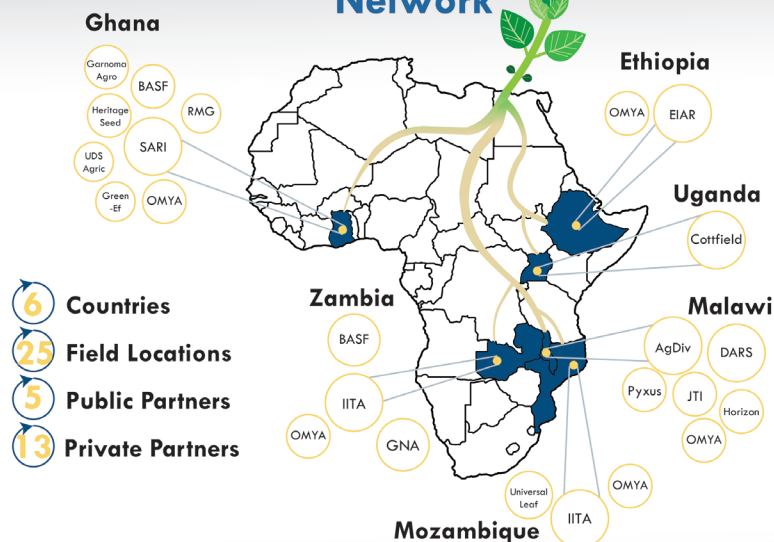 Network
Ghana
Garnoma
Agro
BASF
Heritage
Seed
RMG
SARI
UDS
Agric
Green
-Ef
OMYA
Ethiopia
OMYA
EIAR
Uganda
Cottfield
6 Countries
25 Field Locations
5 Public Partners
13 Private Partners
Zambia
BASF
IITA
OMYA
GNA
Malawi
AgDiv
DARS
Pyxus
JTI
Horizon
OMYA
Universal
Leaf
IITA
OMYA
Mozambique